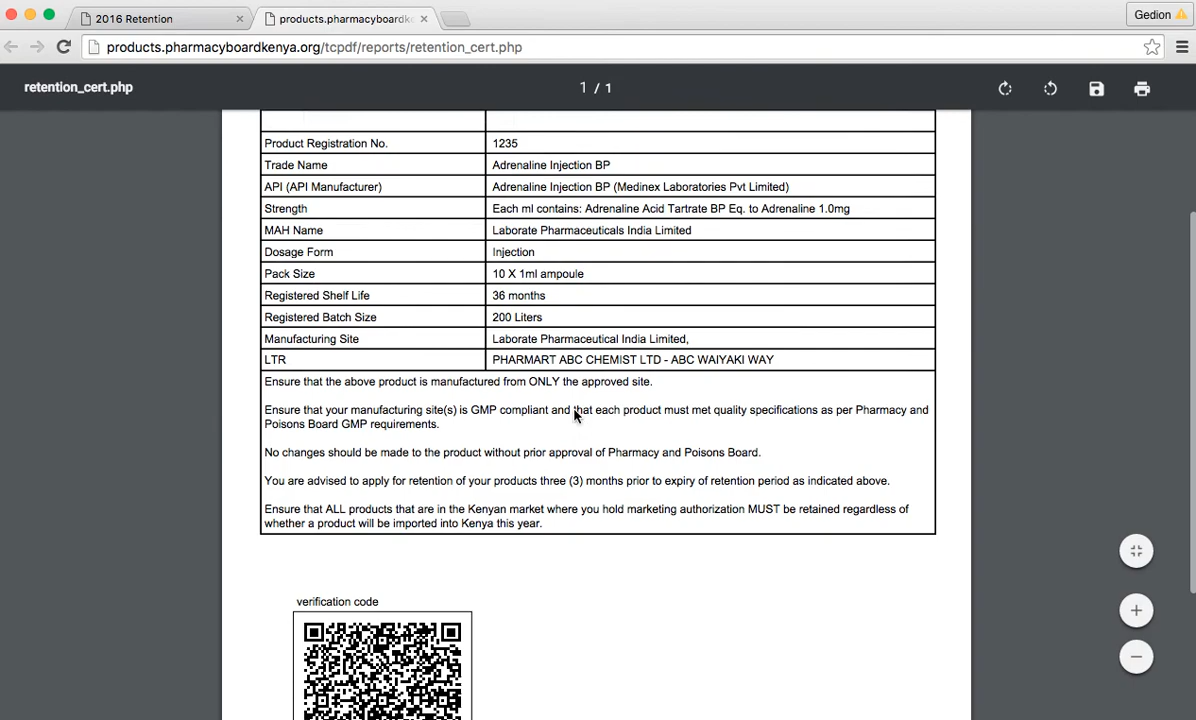 2016 Retention
products.pharmacyboardke
Gedion
products.pharmacyboardkenya.org/tcpdf/reports/retention_cert.php
retention_cert.php
1 / 1
Product Registration No. 1235
Trade Name Adrenaline Injection BP
API (API Manufacturer) Adrenaline Injection BP (Medinex Laboratories Pvt Limited)
Strength Each ml contains: Adrenaline Acid Tartrate BP Eq. to Adrenaline 1.0mg
MAH Name Laborate Pharmaceuticals India Limited
Dosage Form Injection
Pack Size 10 X 1ml ampoule
Registered Shelf Life 36 months
Registered Batch Size 200 Liters
Manufacturing Site Laborate Pharmaceutical India Limited,
LTR PHARMART ABC CHEMIST LTD - ABC WAIYAKI WAY
Ensure that the above product is manufactured from ONLY the approved site.
Ensure that your manufacturing site(s) is GMP compliant and that each product must met quality specifications as per Pharmacy and
Poisons Board GMP requirements.
No changes should be made to the product without prior approval of Pharmacy and Poisons Board.
You are advised to apply for retention of your products three (3) months prior to expiry of retention period as indicated above.
Ensure that ALL products that are in the Kenyan market where you hold marketing authorization MUST be retained regardless of
whether a product will be imported into Kenya this year.
verification code